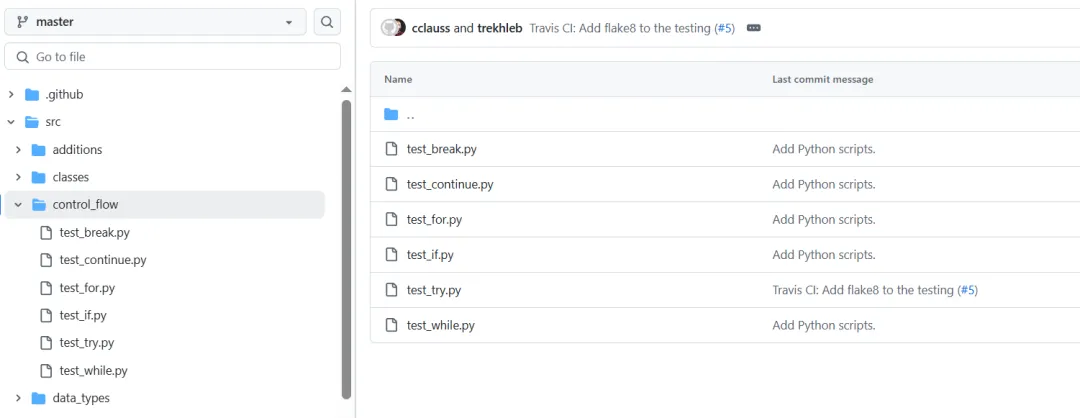 master
Go to file
.github
src
additions
classes
control_flow
test_break.py
test_continue.py
test_for.py
test_if.py
test_try.py
test_while.py
data_types
cclauss and trekhleb Travis CI: Add flake8 to the testing (#5)
Name Last commit message
..
test_break.py Add Python scripts.
test_continue.py Add Python scripts.
test_for.py Add Python scripts.
test_if.py Add Python scripts.
test_try.py Travis CI: Add flake8 to the testing (#5)
test_while.py Add Python scripts.